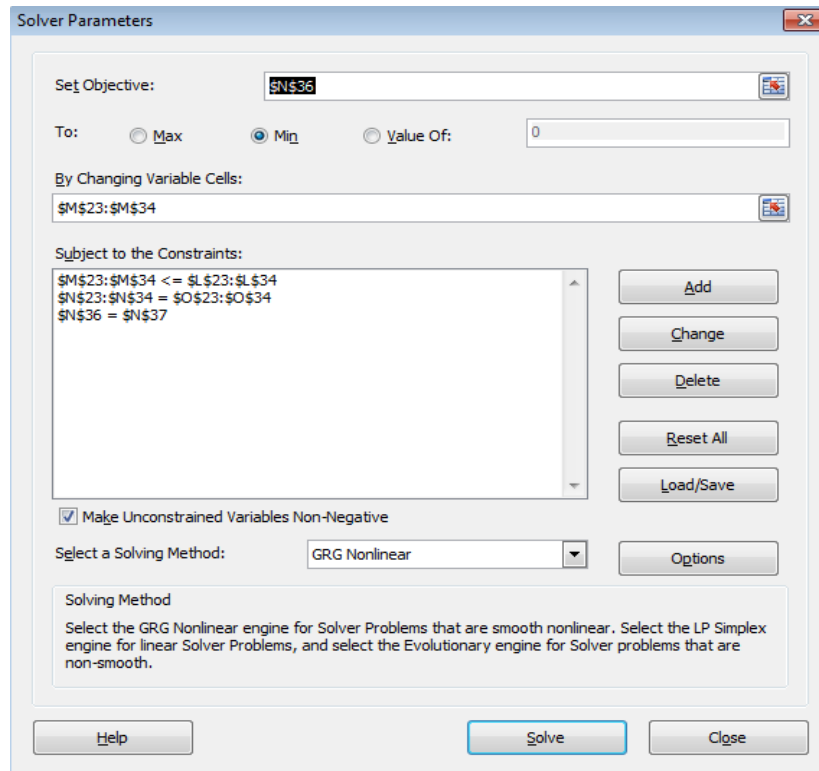 Solver Parameters
Set Objective: $N$36
To: Max Min Value Of: 0
By Changing Variable Cells:
$M$23:$M$34
Subject to the Constraints:
$M$23:$M$34 <= $L$23:$L$34
$N$23:$N$34 = $O$23:$O$34
$N$36 = $N$37
Add
Change
Delete
Reset All
Load/Save
Make Unconstrained Variables Non-Negative
Select a Solving Method: GRG Nonlinear Options
Solving Method
Select the GRG Nonlinear engine for Solver Problems that are smooth nonlinear. Select the LP Simplex
engine for linear Solver Problems, and select the Evolutionary engine for Solver problems that are
non-smooth.
Help Solve Close